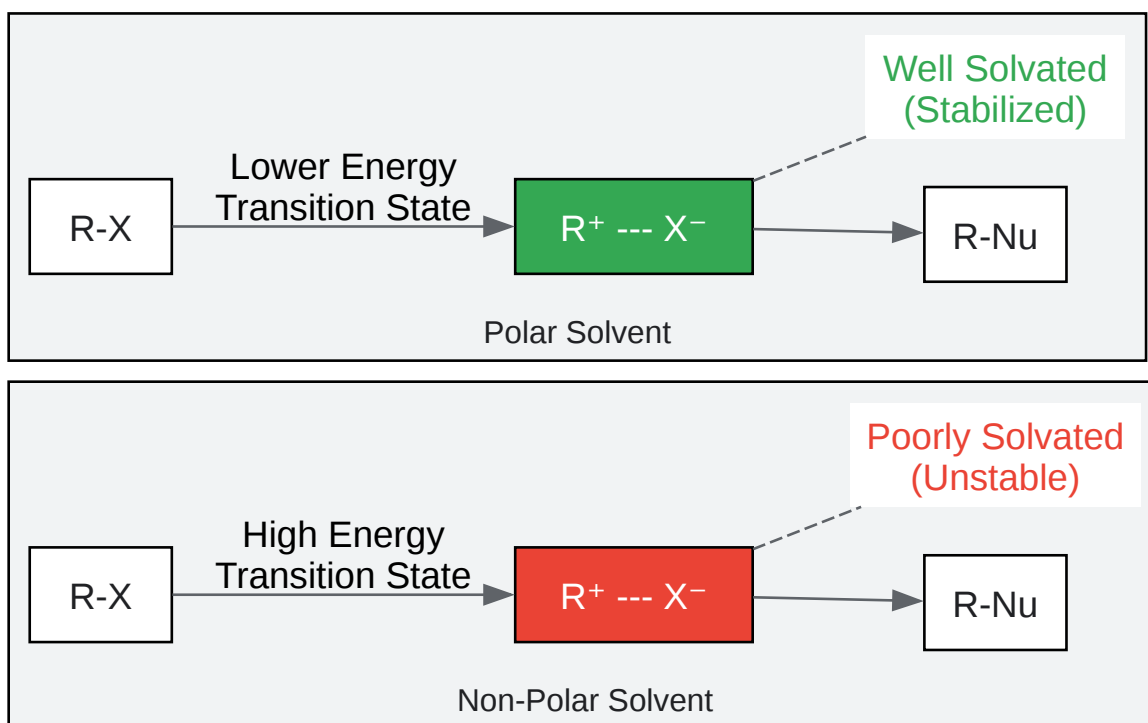 Well Solvated
(Stabilized)
Lower Energy
Transition State
R-X
R⁺ --- X⁻
R-Nu
Polar Solvent
Poorly Solvated
(Unstable)
High Energy
Transition State
R-X
R⁺ --- X⁻
R-Nu
Non-Polar Solvent